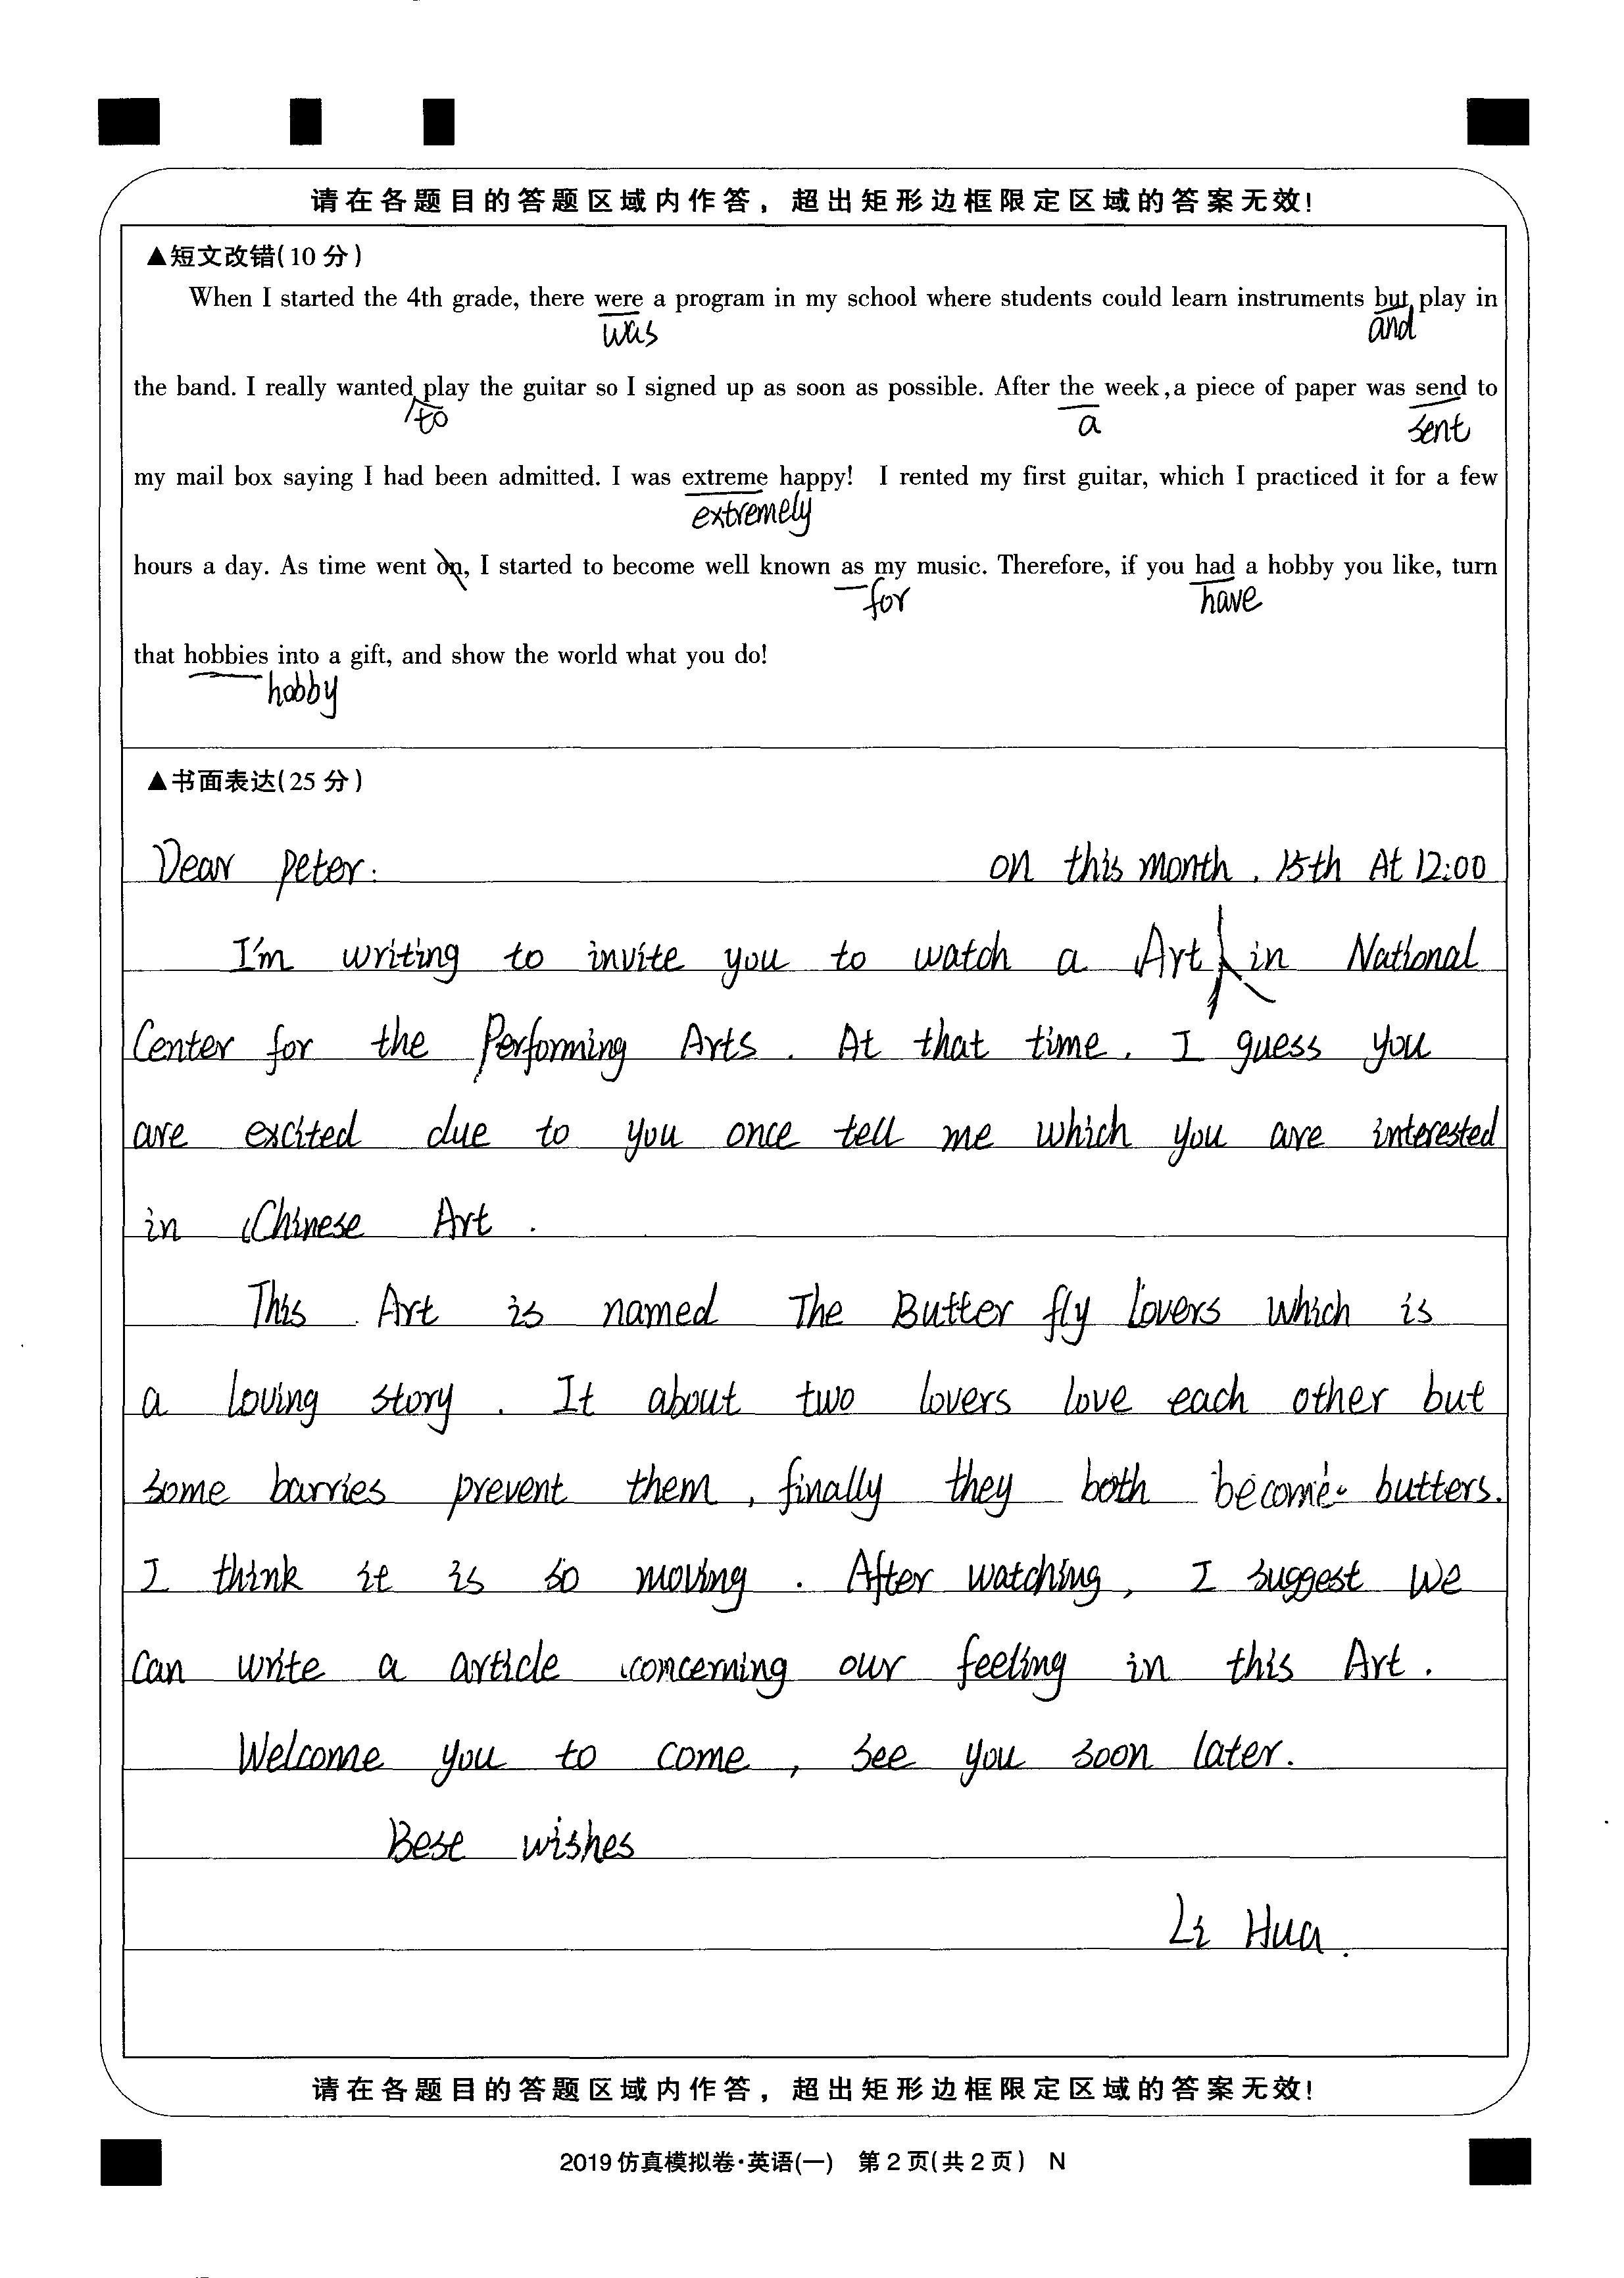 请在各题目的答题区域内作答，超出矩形边框限定区域的答案无效!
▲短文改错(10分)
When I started the 4th grade, there were a program in my school where students could learn instruments but play in
was and
the band. I really wanted play the guitar so I signed up as soon as possible. After the week,a piece of paper was send to
to a sent
my mail box saying I had been admitted. I was extreme happy! I rented my first guitar, which I practiced it for a few
extremely
hours a day. As time went on, I started to become well known as my music. Therefore, if you had a hobby you like, turn
for have
that hobbies into a gift, and show the world what you do!
hobby
▲书面表达(25分)
Dear peter: on this month, 15th At 12:00
I'm writing to invite you to watch a Art in National
Center for the Performing Arts. At that time, I guess you
are excited due to you once tell me which you are interested
in Chinese Art.
This Art is named The Butter fly lovers which is
a loving story. It about two lovers love each other but
some barries prevent them, finally they both become butters.
I think it is so moving. After watching, I suggest we
can write a article concerning our feeling in this Art.
Welcome you to come, see you soon later.
Best wishes
Li Hua.
请在各题目的答题区域内作答，超出矩形边框限定区域的答案无效!
2019仿真模拟卷·英语(一) 第2页(共2页) N